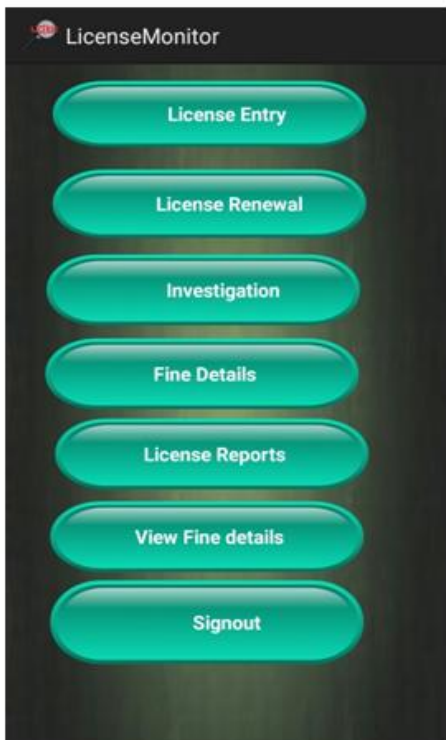 LicenseMonitor
License Entry
License Renewal
Investigation
Fine Details
License Reports
View Fine details
Signout